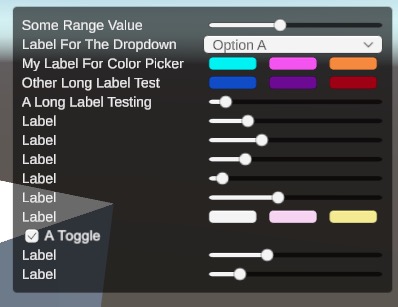 Some Range Value
Label For The Dropdown Option A
My Label For Color Picker
Other Long Label Test
A Long Label Testing
Label
Label
Label
Label
Label
Label
A Toggle
Label
Label